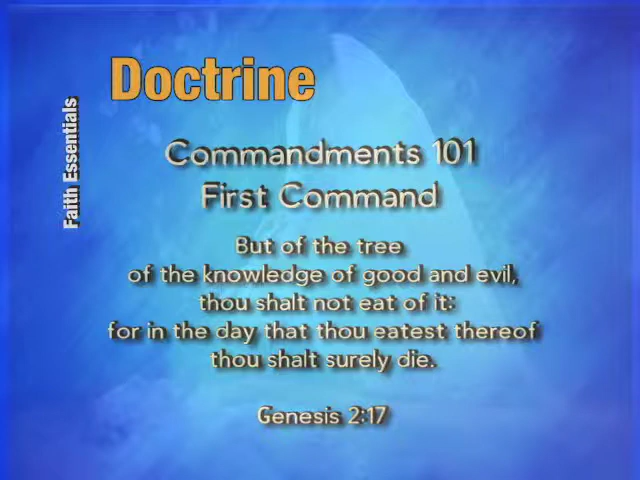 Doctrine
Faith Essentials
Commandments 101
First Command
But of the tree
of the knowledge of good and evil,
thou shalt not eat of it:
for in the day that thou eatest thereof
thou shalt surely die.
Genesis 2:17